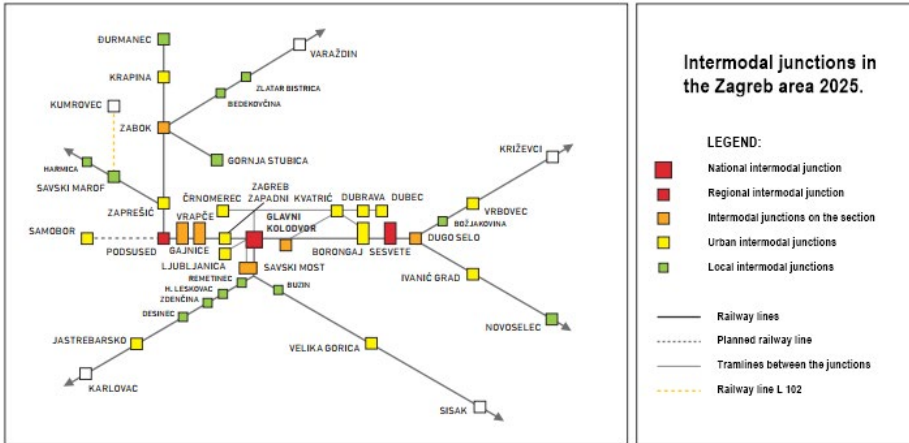 ĐURMANEC
VARAŽDIN
KRAPINA
ZLATAR BISTRICA
BEDEKOVČINA
KUMROVEC
ZABOK
GORNJA STUBICA
HARMICA
SAVSKI MAROF
KRIŽEVCI
ZAGREB
ZAPADNI
ČRNOMEREC
KVATRIĆ
DUBRAVA
DUBEC
ZAPREŠIĆ
VRAPČE
GLAVNI
KOLODVOR
VRBOVEC
BOŽJAKOVINA
SAMOBOR
PODSUSED
GAJNICE
LJUBLJANICA
BORONGAJ
SESVETE
DUGO SELO
SAVSKI MOST
IVANIĆ GRAD
REMETINEC
H. LESKOVAC
ZDENČINA
DESINEC
BUZIN
NOVOSELEC
JASTREBARSKO
VELIKA GORICA
KARLOVAC
SISAK
Intermodal junctions in
the Zagreb area 2025.
LEGEND:
National intermodal junction
Regional intermodal junction
Intermodal junctions on the section
Urban intermodal junctions
Local intermodal junctions
Railway lines
Planned railway line
Tramlines between the junctions
Railway line L 102